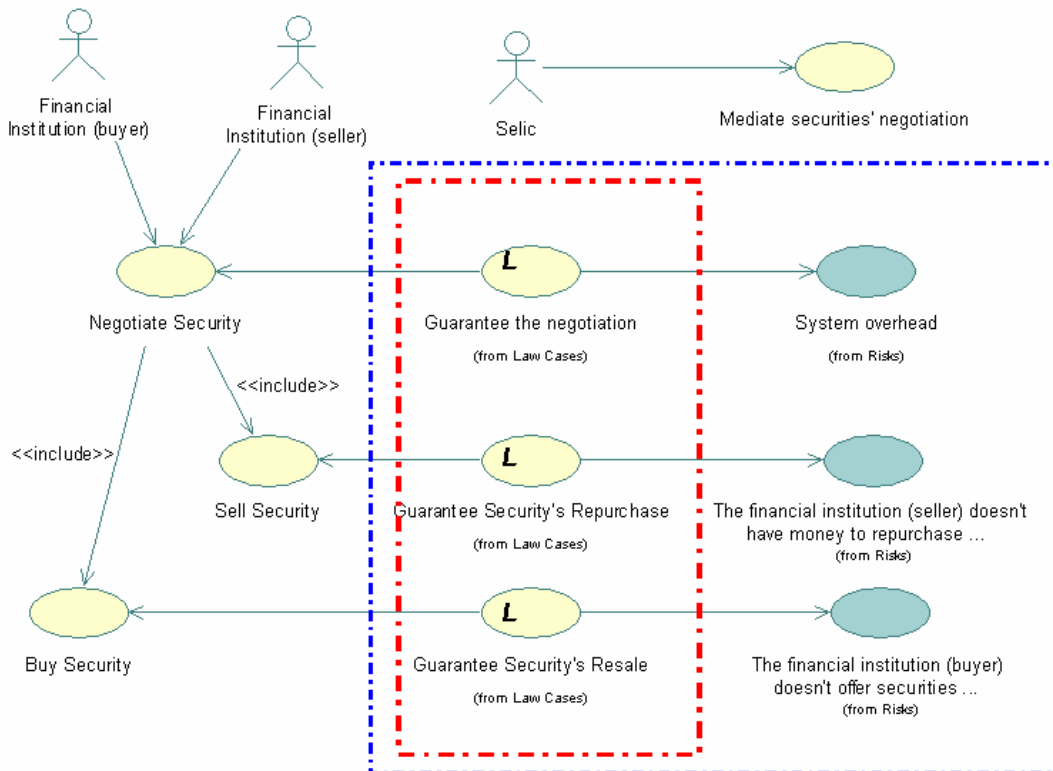 Financial
Institution (buyer)
Financial
Institution (seller)
Selic
Mediate securities' negotiation
L
Negotiate Security
Guarantee the negotiation
(from Law Cases)
System overhead
(from Risks)
<<include>>
<<include>>
L
Sell Security
Guarantee Security's Repurchase
(from Law Cases)
The financial institution (seller) doesn't
have money to repurchase ...
(from Risks)
L
Buy Security
Guarantee Security's Resale
(from Law Cases)
The financial institution (buyer)
doesn't offer securities ...
(from Risks)